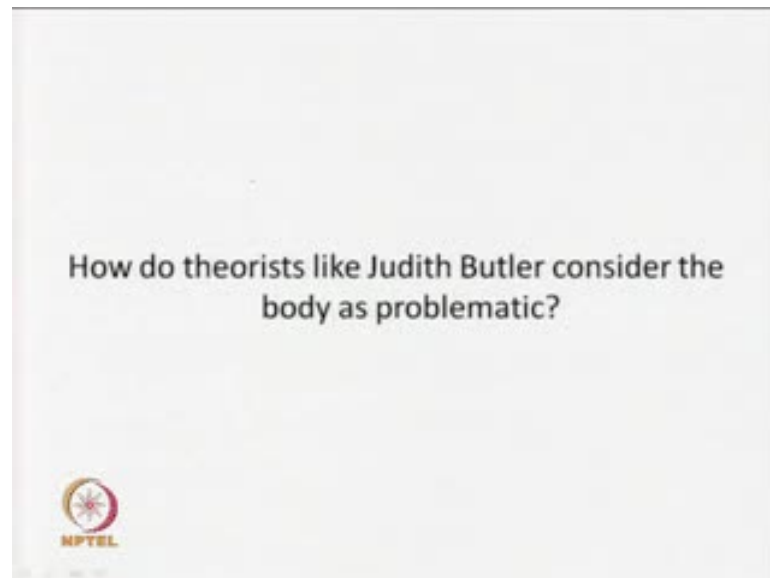 How do theorists like Judith Butler consider the
body as problematic?
NPTEL